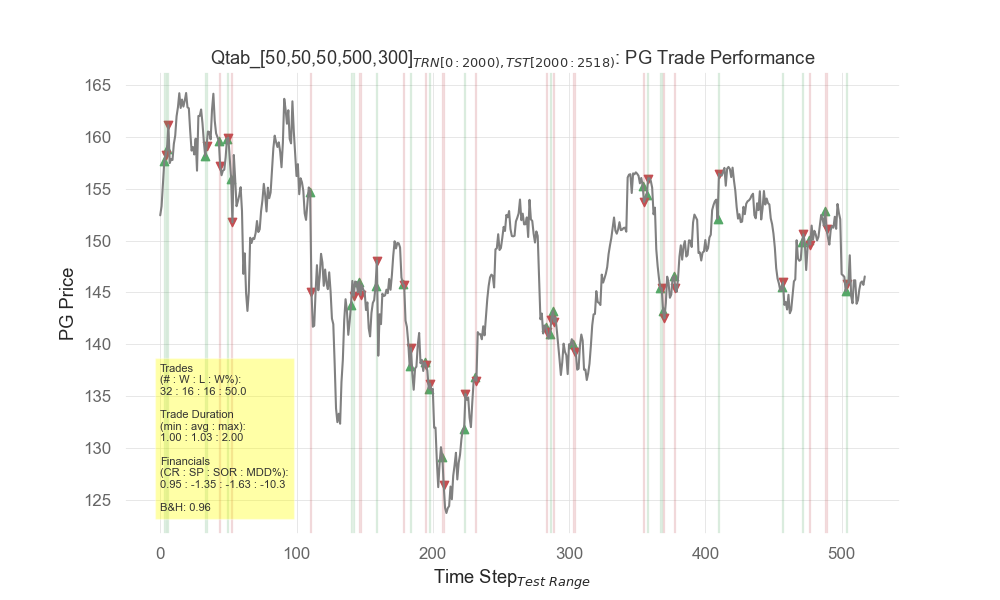 Qtab_[50,50,50,500,300]TRN[0:2000),TST[2000:2518): PG Trade Performance
165
160
155
150
145
140
135
130
125
PG Price
Trades
(# : W : L : W%):
32 : 16 : 16 : 50.0
Trade Duration
(min : avg : max):
1.00 : 1.03 : 2.00
Financials
(CR : SP : SOR : MDD%):
0.95 : -1.35 : -1.63 : -10.3
B&H: 0.96
0 100 200 300 400 500
Time StepTest Range